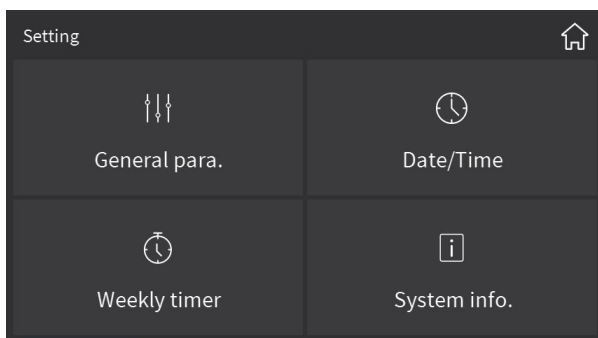 Setting
General para.
Date/Time
Weekly timer
System info.